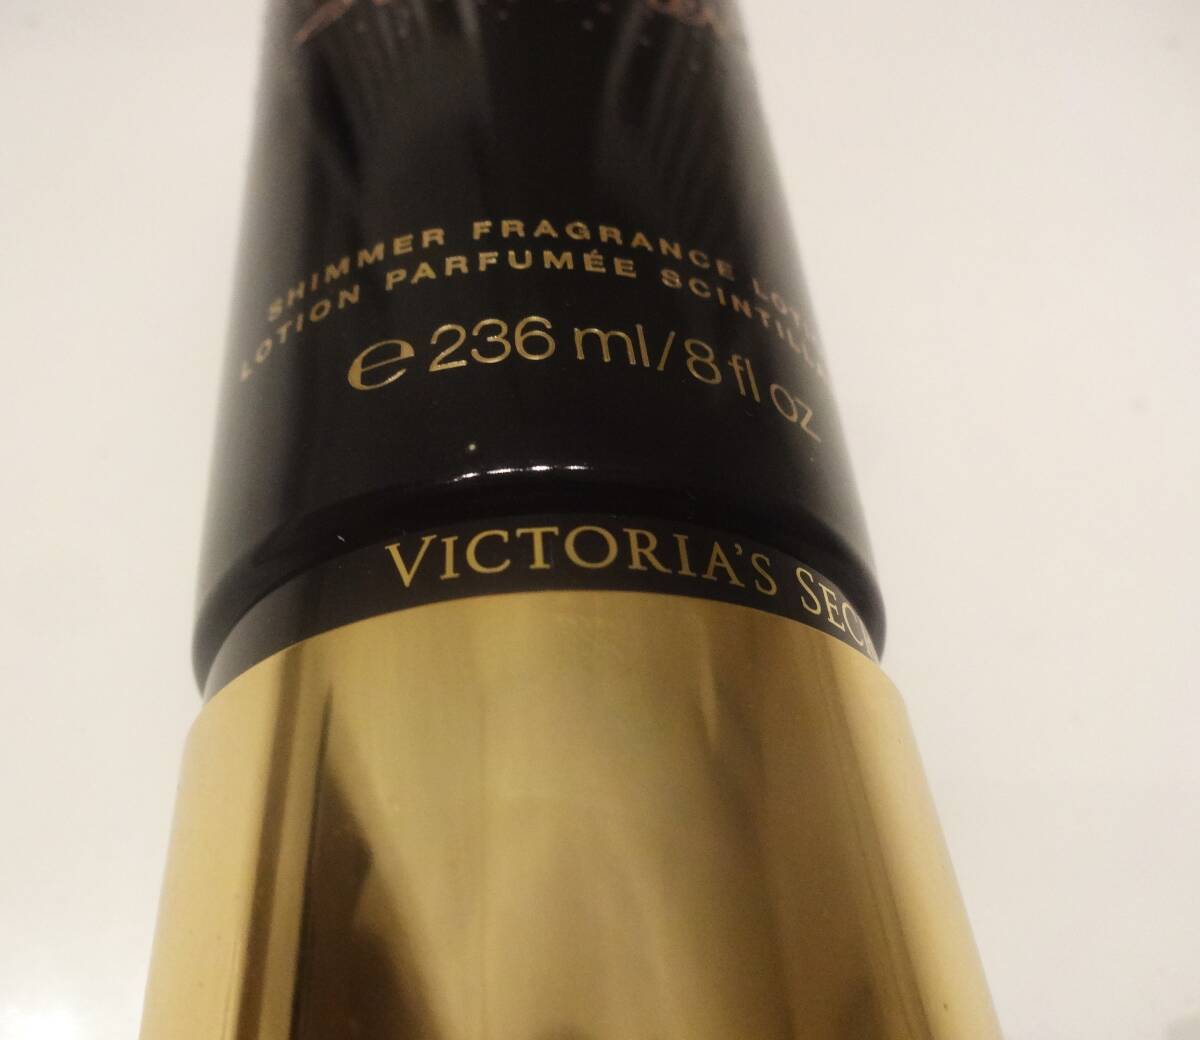 SHIMMER FRAGRANCE
LOTION PARFUMÉE
e 236 ml/8 fl oz
VICTORIA'S